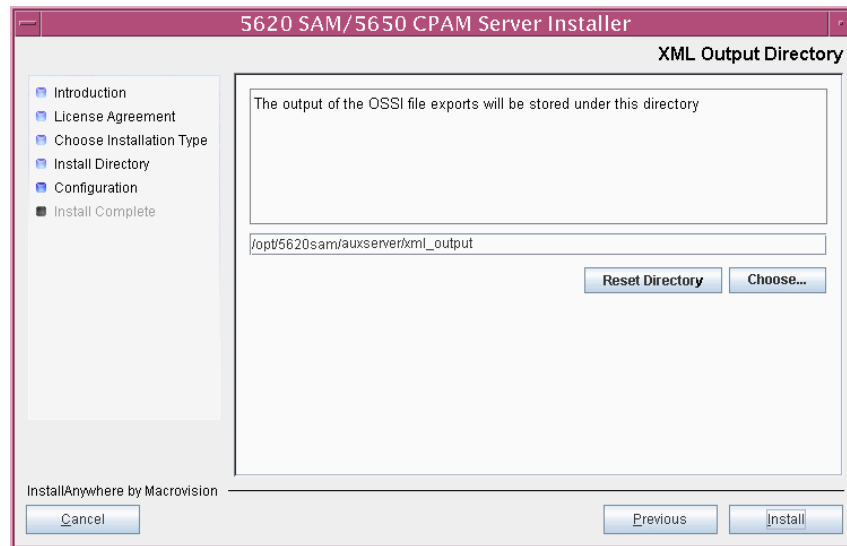 5620 SAM/5650 CPAM Server Installer
XML Output Directory
Introduction
License Agreement
Choose Installation Type
Install Directory
Configuration
Install Complete
The output of the OSSI file exports will be stored under this directory
/opt/5620sam/auxserver/xml_output
Reset Directory
Choose...
InstallAnywhere by Macrovision
Cancel
Previous
Install